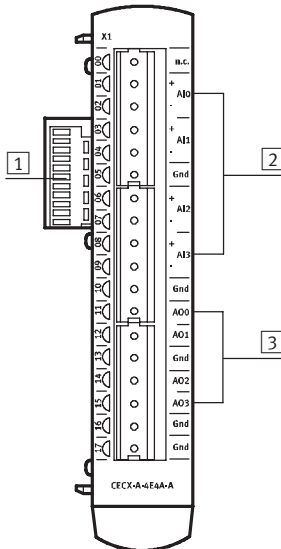 X1
00 n.c.
01 + AI0
02 -
03 + AI1
04 -
05 Gnd
06 + AI2
07 -
08 + AI3
09 -
10 Gnd
11 AO0
12 AO1
13 Gnd
14 AO2
15 AO3
16 Gnd
17 Gnd
1
2
3
CECX-A-4E4A-A